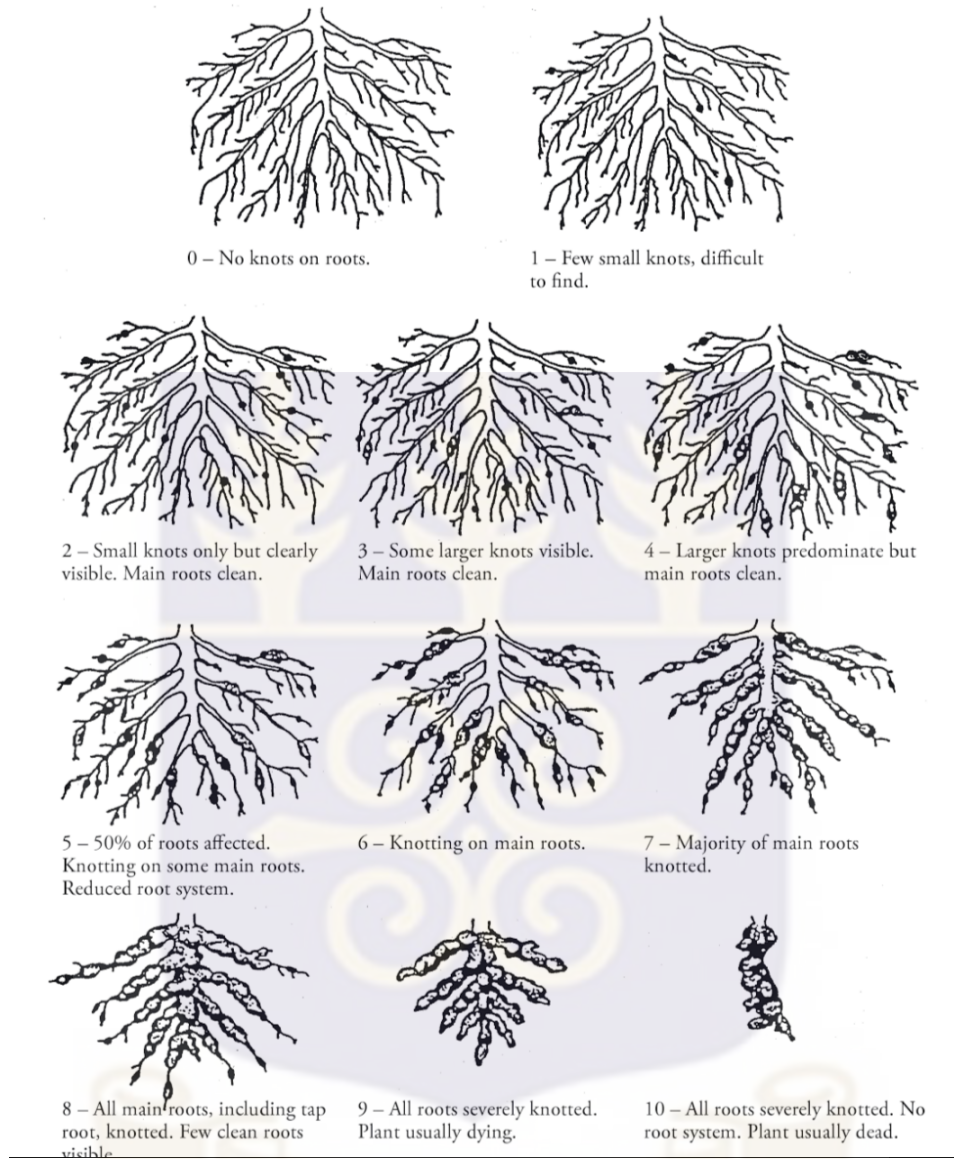 0 – No knots on roots.
1 – Few small knots, difficult
to find.
2 – Small knots only but clearly
visible. Main roots clean.
3 – Some larger knots visible.
Main roots clean.
4 – Larger knots predominate but
main roots clean.
5 – 50% of roots affected.
Knotting on some main roots.
Reduced root system.
6 – Knotting on main roots.
7 – Majority of main roots
knotted.
8 – All main roots, including tap
root, knotted. Few clean roots
visible
9 – All roots severely knotted.
Plant usually dying.
10 – All roots severely knotted. No
root system. Plant usually dead.